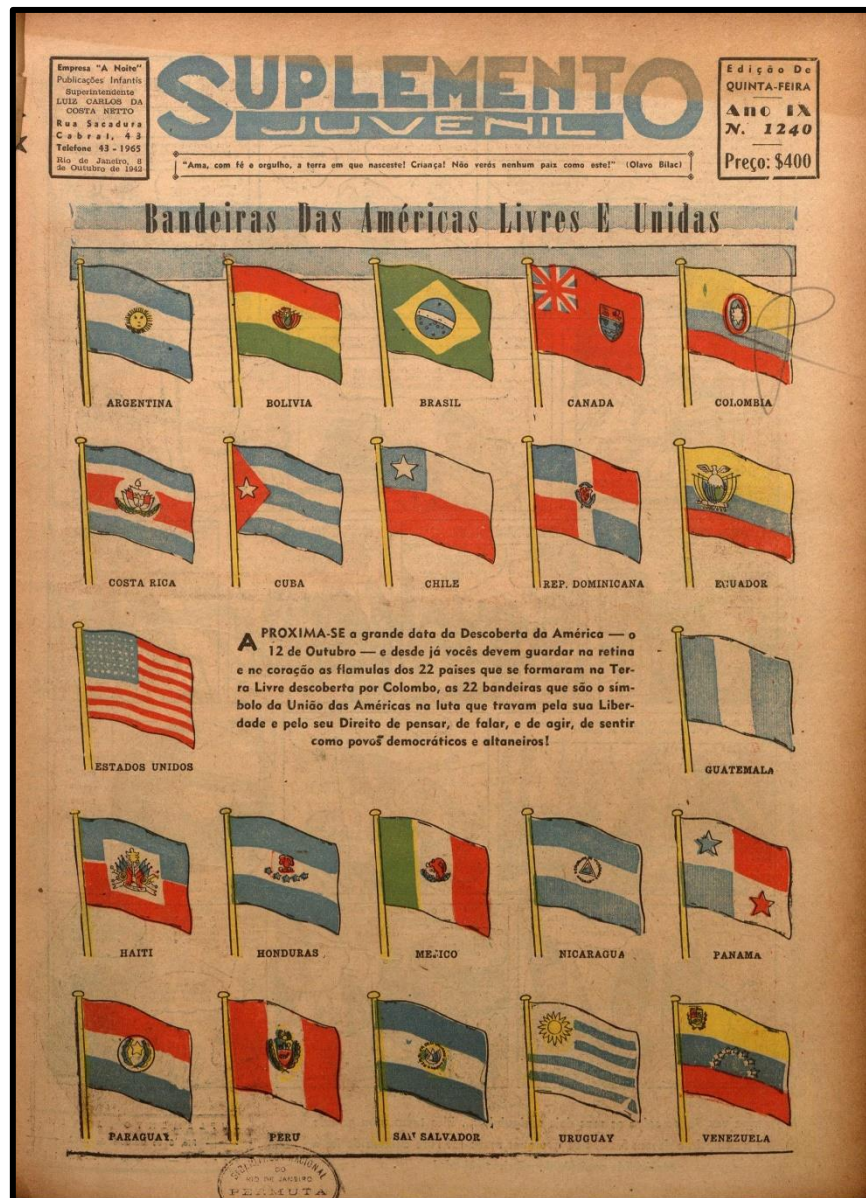 Empresa "A Noite"
Publicações Infantis
Superintendente
LUIZ CARLOS DA
COSTA NETTO
Rua Sacadura
Cabral, 43
Telefone 43 - 1965
Rio de Janeiro, 8
de Outubro de 1942
SUPLEMENTO
JUVENIL
"Ama, com fé e orgulho, a terra em que nasceste! Criança! Não verás nenhum paiz como este!" (Olavo Bilac)
Edição De
QUINTA-FEIRA
Ano IX
N. 1240
Preço: $400
Bandeiras Das Américas Livres E Unidas
ARGENTINA
BOLIVIA
BRASIL
CANADA
COLOMBIA
COSTA RICA
CUBA
CHILE
REP. DOMINICANA
ECUADOR
APROXIMA-SE a grande data da Descoberta da América — o
12 de Outubro — e desde já vocês devem guardar na retina
e no coração as flamulas dos 22 paises que se formaram na Ter-
ra Livre descoberta por Colombo, as 22 bandeiras que são o sim-
bolo da União das Américas na luta que travam pela sua Liber-
dade e pelo seu Direito de pensar, de falar, e de agir, de sentir
como povos democráticos e altaneiros!
ESTADOS UNIDOS
GUATEMALA
HAITI
HONDURAS
MEXICO
NICARAGUA
PANAMA
PARAGUAY
PERU
SAN SALVADOR
URUGUAY
VENEZUELA
NACIONAL
DO
RIO DE JANEIRO
PERMUTA